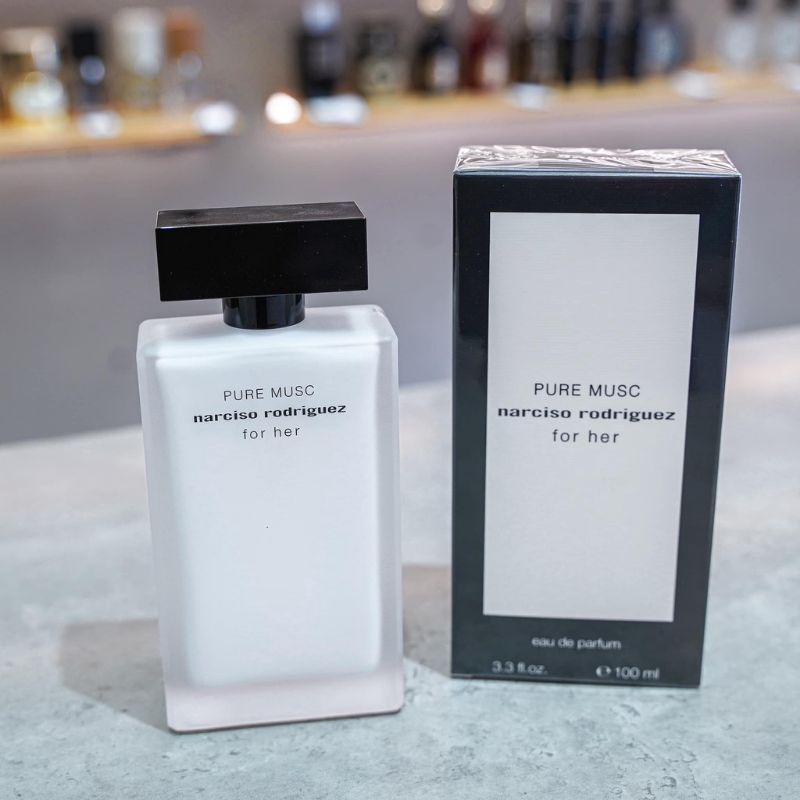 PURE MUSC
narciso rodriguez
for her
PURE MUSC
narciso rodriguez
for her
eau de parfum
3.3 fl.oz. ℮ 100 ml